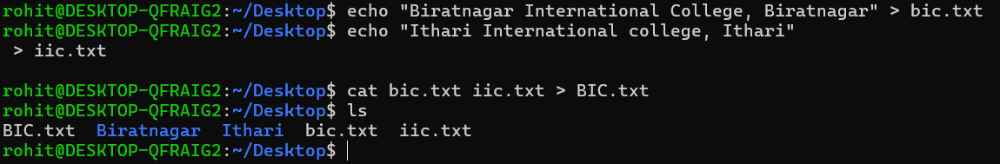 rohit@DESKTOP-QFRAIG2:~/Desktop$ echo "Biratnagar International College, Biratnagar" > bic.txt
rohit@DESKTOP-QFRAIG2:~/Desktop$ echo "Ithari International college, Ithari"
 > iic.txt
rohit@DESKTOP-QFRAIG2:~/Desktop$ cat bic.txt iic.txt > BIC.txt
rohit@DESKTOP-QFRAIG2:~/Desktop$ ls
BIC.txt  Biratnagar  Ithari  bic.txt  iic.txt
rohit@DESKTOP-QFRAIG2:~/Desktop$